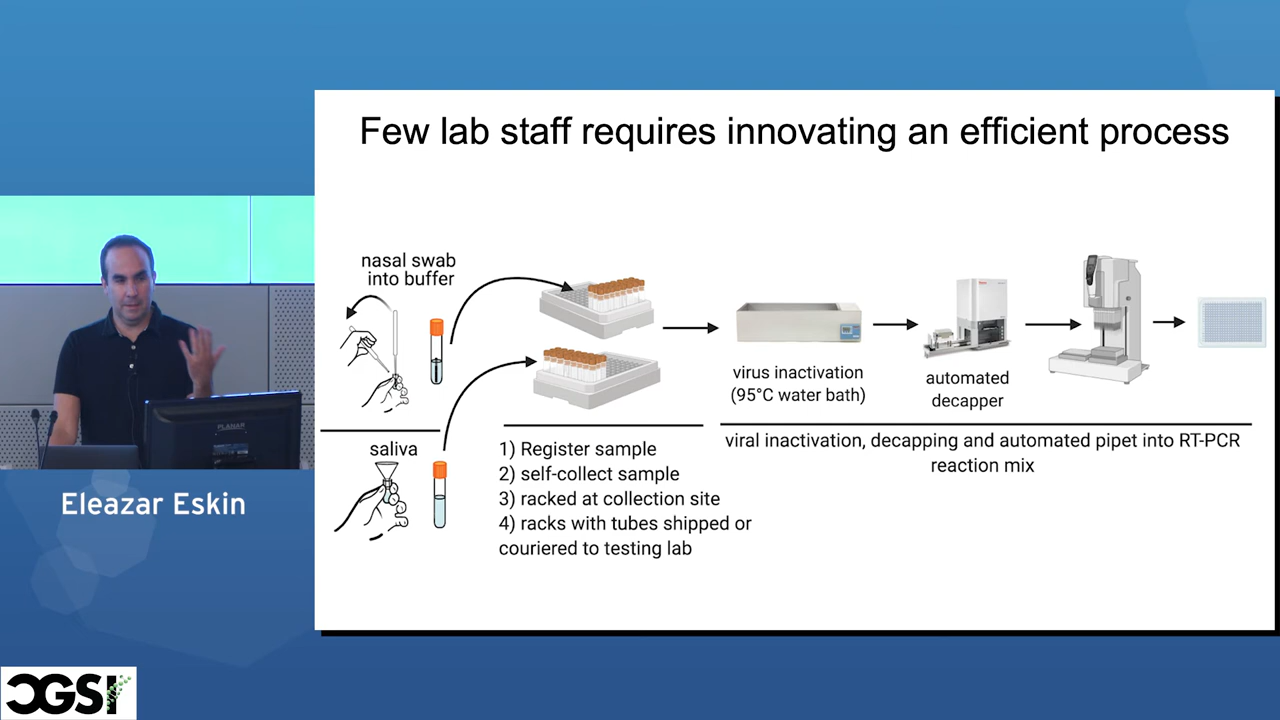 Few lab staff requires innovating an efficient process
nasal swab
into buffer
saliva
1) Register sample
2) self-collect sample
3) racked at collection site
4) racks with tubes shipped or
couriered to testing lab
virus inactivation
(95°C water bath)
automated
decapper
viral inactivation, decapping and automated pipet into RT-PCR
reaction mix
PLANAR
Eleazar Eskin
CGSI